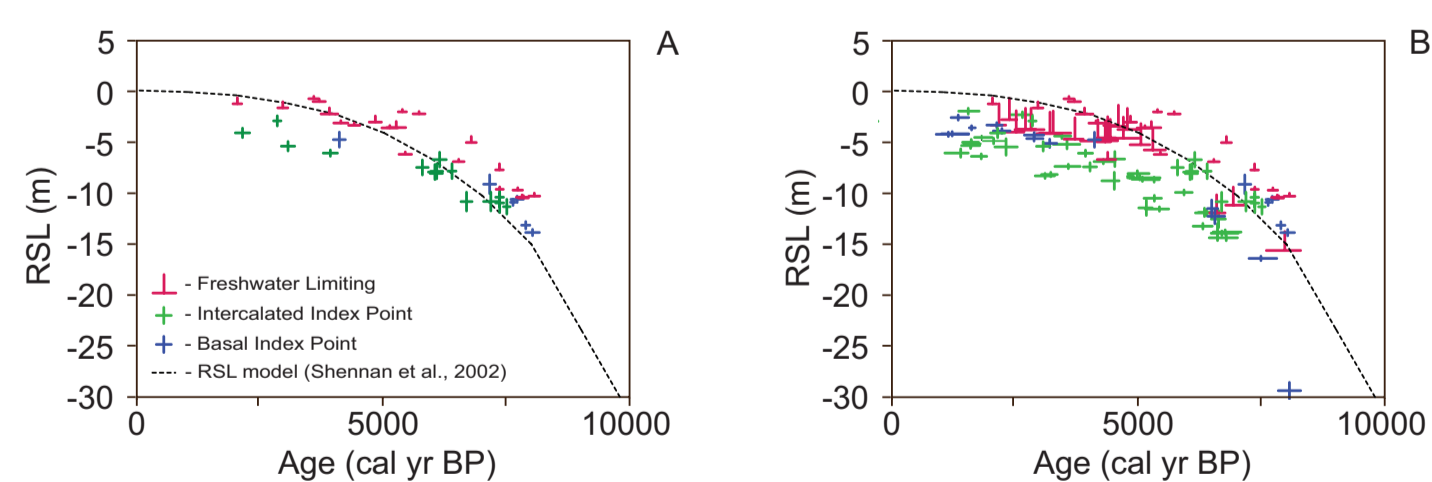 A
RSL (m)
5
0
-5
-10
-15
-20
-25
-30
- Freshwater Limiting
- Intercalated Index Point
- Basal Index Point
- RSL model (Shennan et al., 2002)
0
5000
10000
Age (cal yr BP)
B
RSL (m)
5
0
-5
-10
-15
-20
-25
-30
0
5000
10000
Age (cal yr BP)